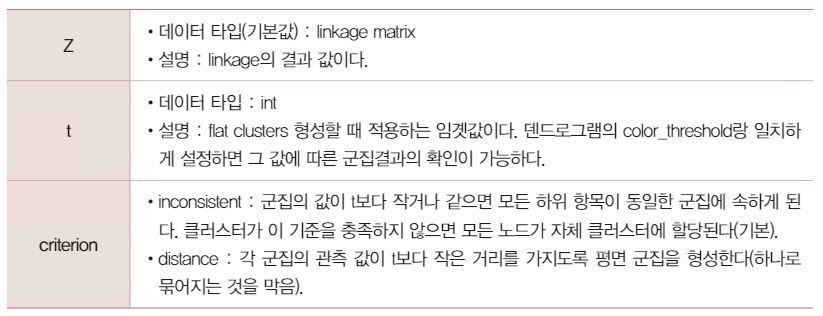 Z
• 데이터 타입(기본값) : linkage matrix
• 설명 : linkage의 결과 값이다.
t
• 데이터 타입 : int
• 설명 : flat clusters 형성할 때 적용하는 임곗값이다. 덴드로그램의 color_threshold랑 일치하
게 설정하면 그 값에 따른 군집결과의 확인이 가능하다.
criterion
• inconsistent : 군집의 값이 t보다 작거나 같으면 모든 하위 항목이 동일한 군집에 속하게 된
다. 클러스터가 이 기준을 충족하지 않으면 모든 노드가 자체 클러스터에 할당된다(기본).
• distance : 각 군집의 관측 값이 t보다 작은 거리를 가지도록 평면 군집을 형성한다(하나로
묶어지는 것을 막음).